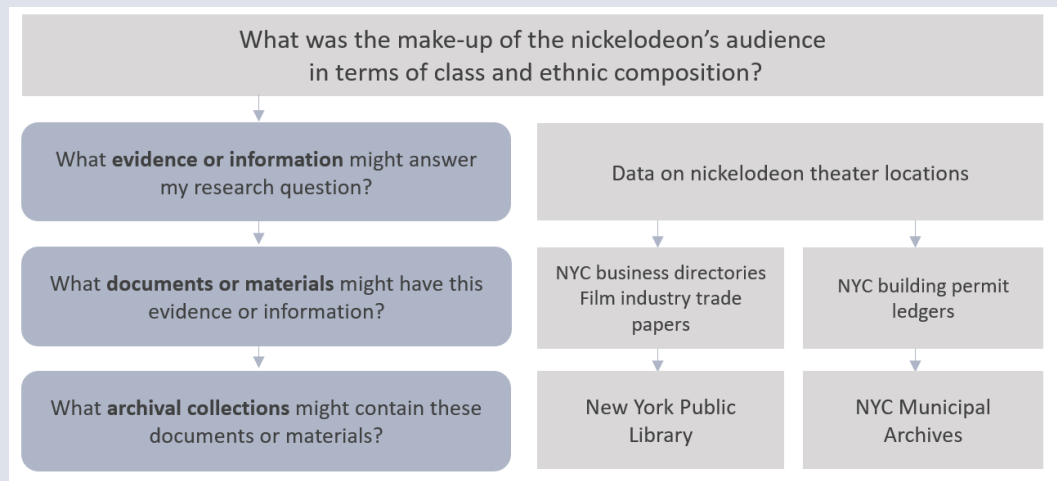 What was the make-up of the nickelodeon’s audience
in terms of class and ethnic composition?
What evidence or information might answer
my research question?
Data on nickelodeon theater locations
What documents or materials might have this
evidence or information?
NYC business directories
Film industry trade
papers
NYC building permit
ledgers
What archival collections might contain these
documents or materials?
New York Public
Library
NYC Municipal
Archives